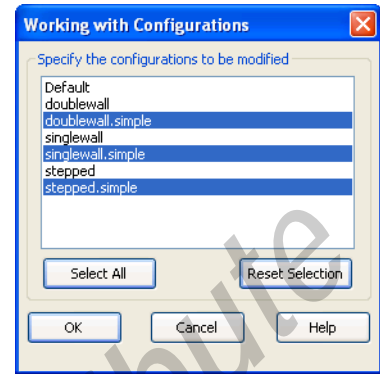 Working with Configurations
Specify the configurations to be modified
Default
doublewall
doublewall.simple
singlewall
singlewall.simple
stepped
stepped.simple
Select All
Reset Selection
OK
Cancel
Help
bute